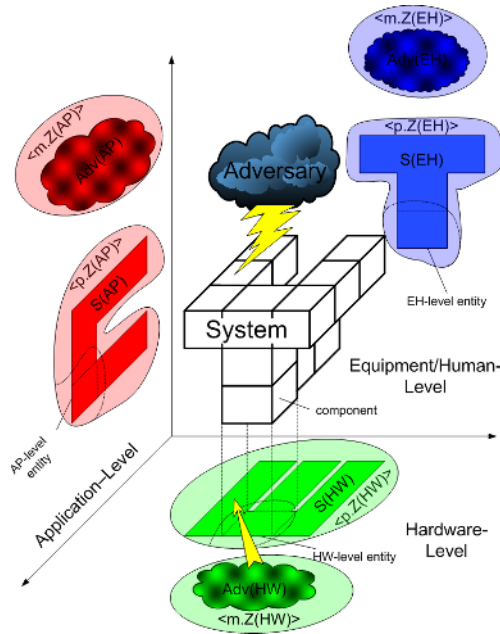 <m.Z(EH)>
Adv(EH)
<m.Z(AP)>
Adv(AP)
Adversary
<p.Z(EH)>
S(EH)
<p.Z(AP)>
S(AP)
EH-level entity
System
Equipment/Human-
Level
component
AP-level
entity
Application–Level
S(HW)
<p.Z(HW)>
Hardware-
Level
HW-level entity
Adv(HW)
<m.Z(HW)>